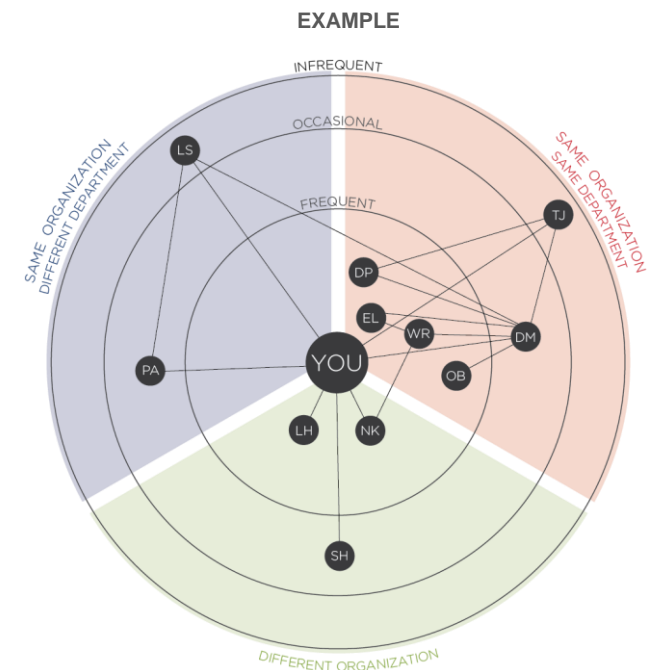 EXAMPLE
INFREQUENT
OCCASIONAL
FREQUENT
SAME ORGANIZATION
DIFFERENT DEPARTMENT
SAME ORGANIZATION
SAME DEPARTMENT
LS
TJ
DP
EL
WR
DM
YOU
PA
OB
LH
NK
SH
DIFFERENT ORGANIZATION